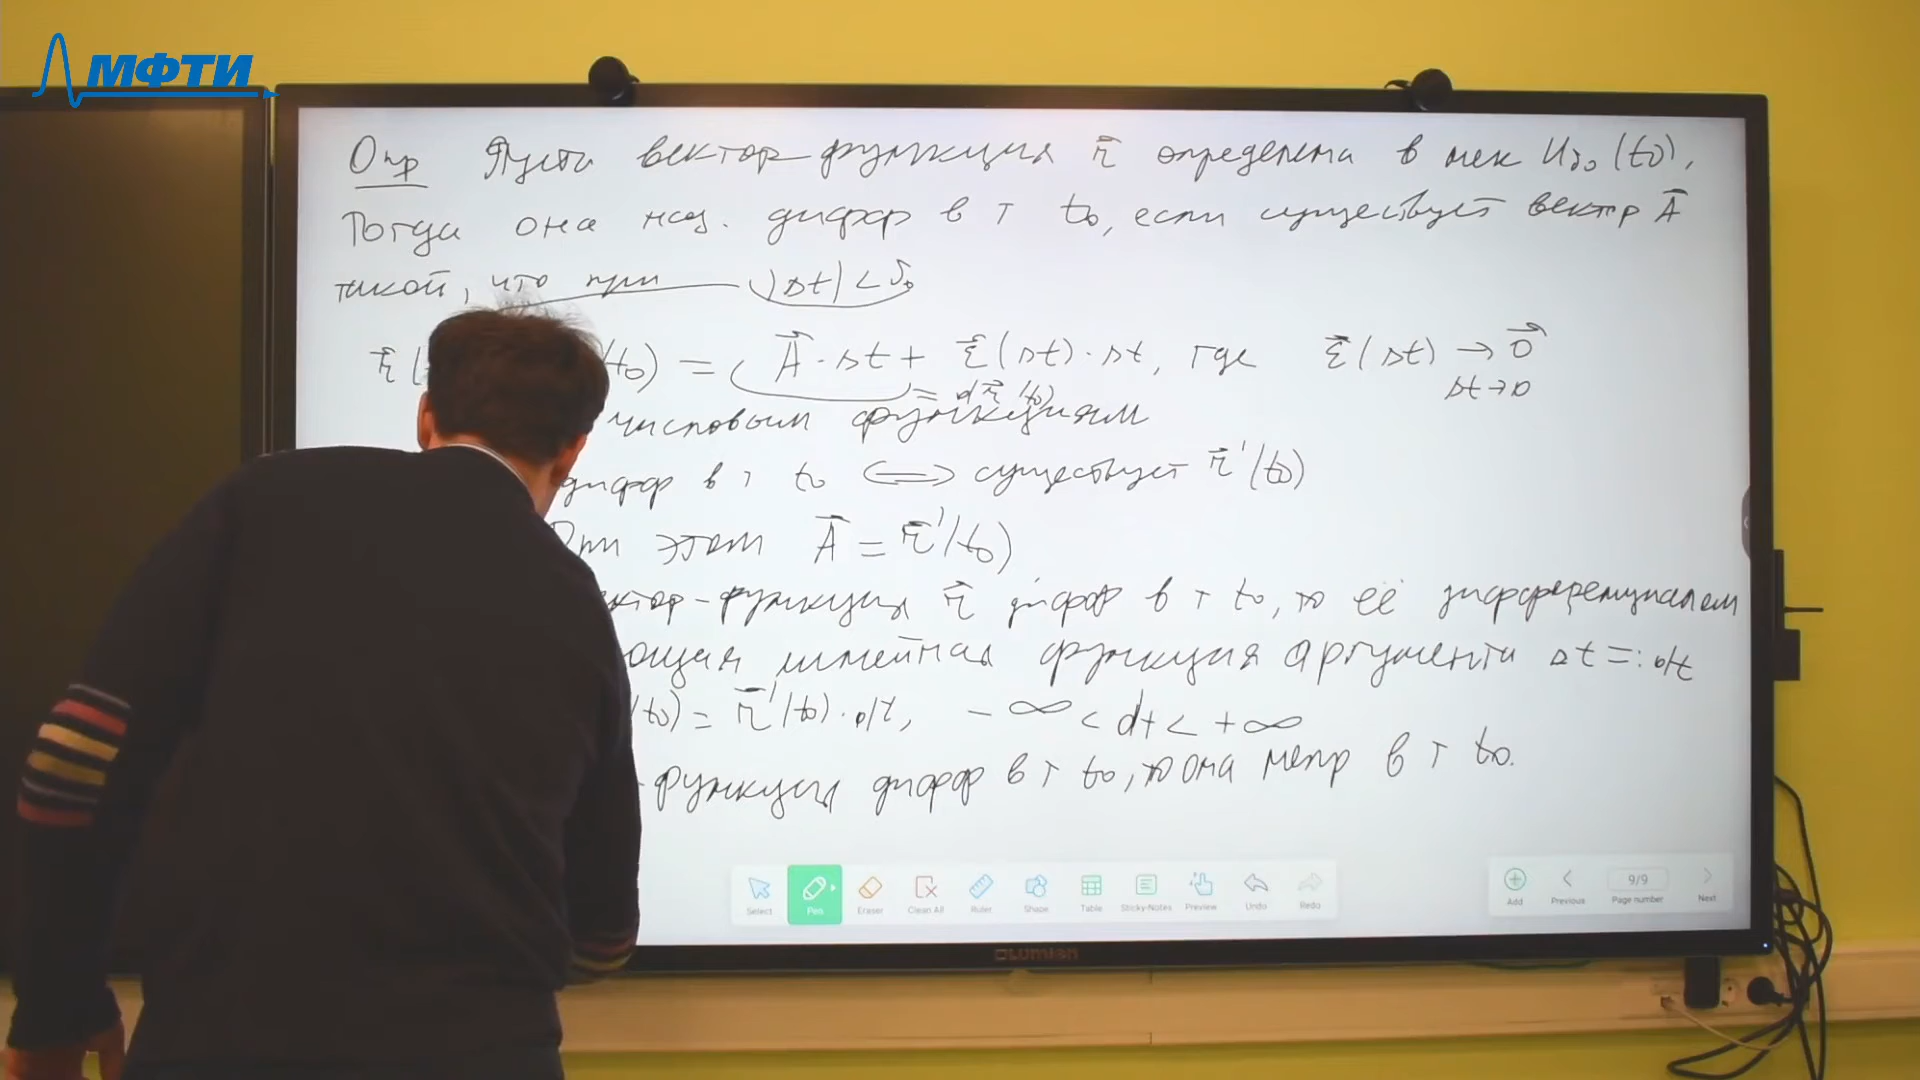 МФТИ
Опр Пусть вектор-функция r⃗ определена в нек U_δ₀(t₀),
Тогда она наз. дифф в т t₀, если существует вектор A⃗
такой, что при |Δt| < δ₀
r⃗( t₀) = A⃗·Δt + ε⃗(Δt)·Δt, где ε⃗(Δt) → 0⃗
= dr⃗(t₀) Δt→0
числовым функциям
дифф в т t₀ ⟺ существует r⃗'(t₀)
При этом A⃗ = r⃗'(t₀)
ектор-функция r⃗ дифф в т t₀, то её дифференциалом
ющая линейная функция аргумента Δt =: dt
(t₀) = r⃗'(t₀)·dt, -∞ < dt < +∞
-функция дифф в т t₀, то она непр в т t₀.
Select Pen Eraser Clean All Ruler Shape Table Sticky-Notes Preview Undo Redo
Add Previous 9/9 Page number Next
Lumien